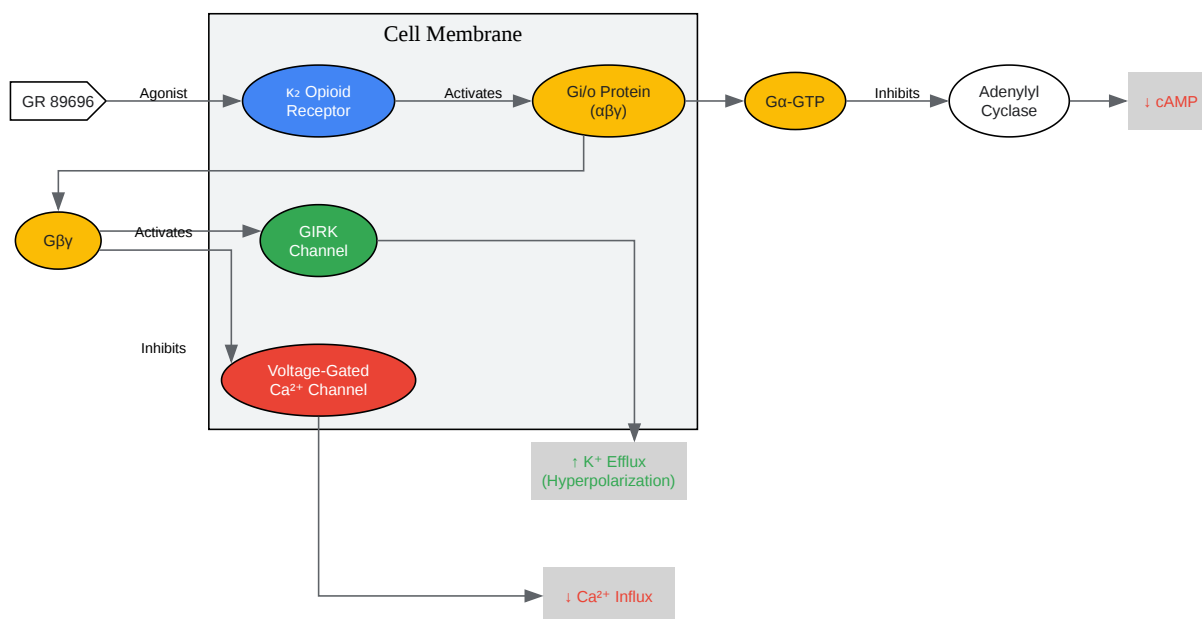 Cell Membrane
GR 89696
Agonist
κ₂ Opioid
Receptor
Activates
Gi/o Protein
(αβγ)
Gα-GTP
Inhibits
Adenylyl
Cyclase
↓ cAMP
Gβγ
Activates
GIRK
Channel
Inhibits
Voltage-Gated
Ca²⁺ Channel
↑ K⁺ Efflux
(Hyperpolarization)
↓ Ca²⁺ Influx